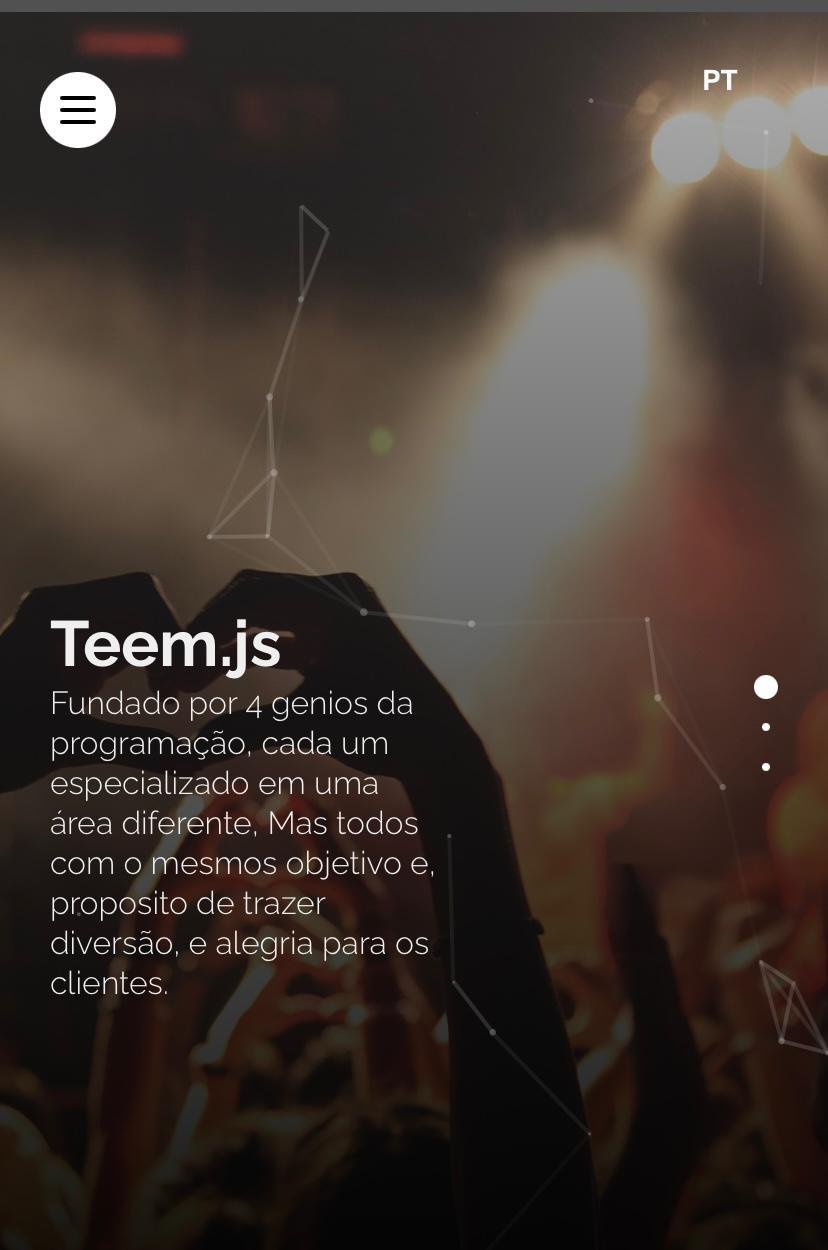 PT
Teem.js
Fundado por 4 genios da
programação, cada um
especializado em uma
área diferente, Mas todos
com o mesmos objetivo e,
proposito de trazer
diversão, e alegria para os
clientes.